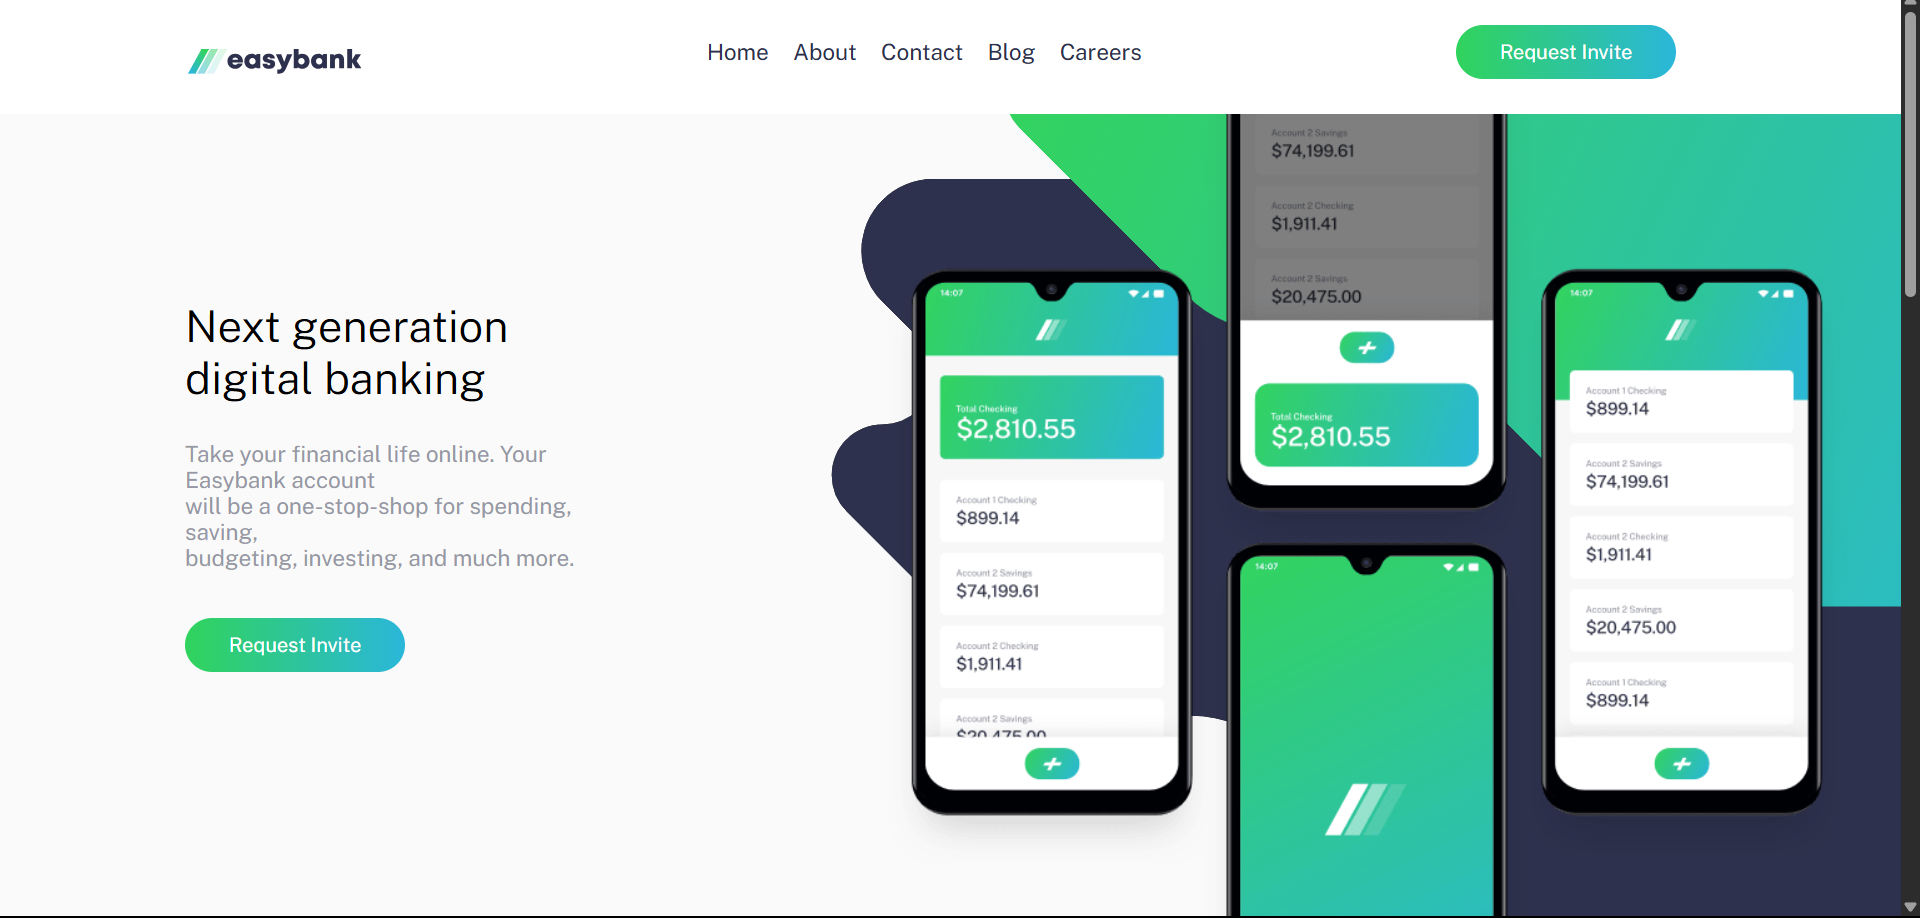 easybank
Home About Contact Blog Careers
Request Invite
Next generation
digital banking
Take your financial life online. Your
Easybank account
will be a one-stop-shop for spending,
saving,
budgeting, investing, and much more.
Request Invite
14:07
Total Checking
$2,810.55
Account 1 Checking
$899.14
Account 2 Savings
$74,199.61
Account 2 Checking
$1,911.41
Account 2 Savings
$20,475.00
Account 2 Savings
$74,199.61
Account 2 Checking
$1,911.41
Account 2 Savings
$20,475.00
Total Checking
$2,810.55
14:07
14:07
Account 1 Checking
$899.14
Account 2 Savings
$74,199.61
Account 2 Checking
$1,911.41
Account 2 Savings
$20,475.00
Account 1 Checking
$899.14